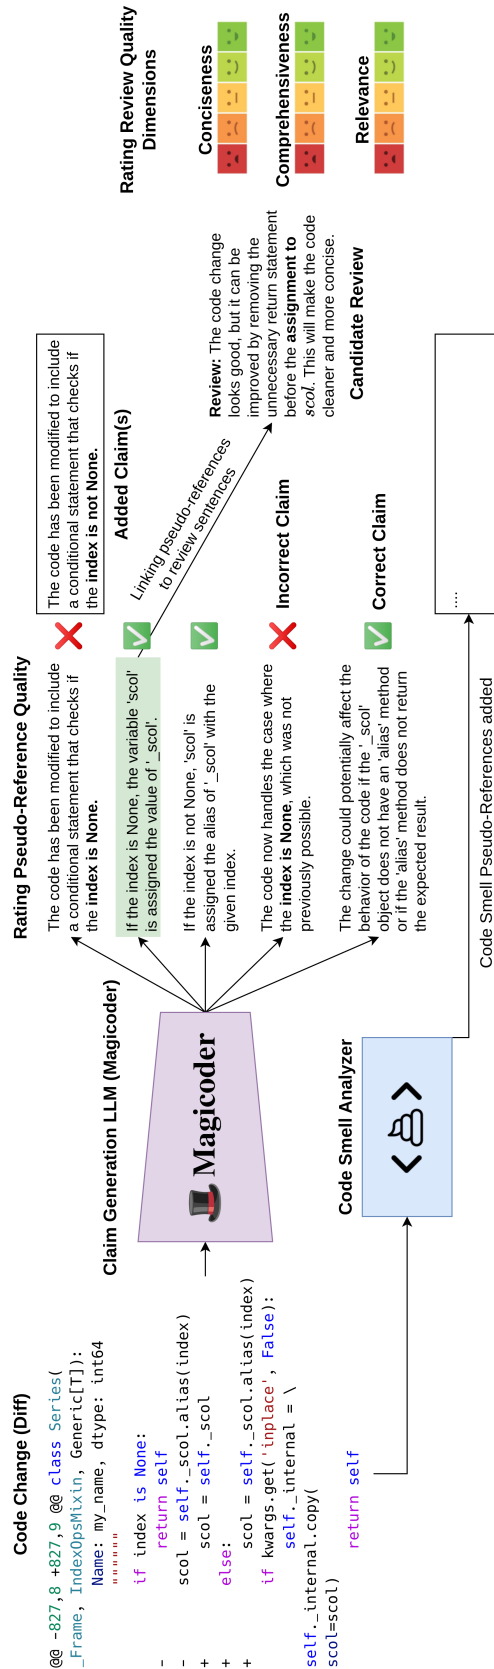 Code Change (Diff)
@@ -827,8 +827,9 @@ class Series(
_Frame, IndexOpsMixin, Generic[T]):
Name: my_name, dtype: int64
"""""" 
if index is None:
- return self
- scol = self._scol.alias(index)
+ scol = self._scol
+ else:
+ scol = self._scol.alias(index)
if kwargs.get('inplace', False):
self._internal = \
self._internal.copy(
scol=scol)
return self
Claim Generation LLM (Magicoder)
Magicoder
Code Smell Analyzer
Rating Pseudo-Reference Quality
The code has been modified to include
a conditional statement that checks if
the index is None.
If the index is None, the variable 'scol'
is assigned the value of '_scol'.
If the index is not None, 'scol' is
assigned the alias of '_scol' with the
given index.
The code now handles the case where
the index is None, which was not
previously possible.
The change could potentially affect the
behavior of the code if the '_scol'
object does not have an 'alias' method
or if the 'alias' method does not return
the expected result.
Code Smell Pseudo-References added
The code has been modified to include
a conditional statement that checks if
the index is not None.
Added Claim(s)
Linking pseudo-references
to review sentences
Incorrect Claim
Correct Claim
....
Review: The code change
looks good, but it can be
improved by removing the
unnecessary return statement
before the assignment to
scol. This will make the code
cleaner and more concise.
Candidate Review
Rating Review Quality
Dimensions
Conciseness
Comprehensiveness
Relevance